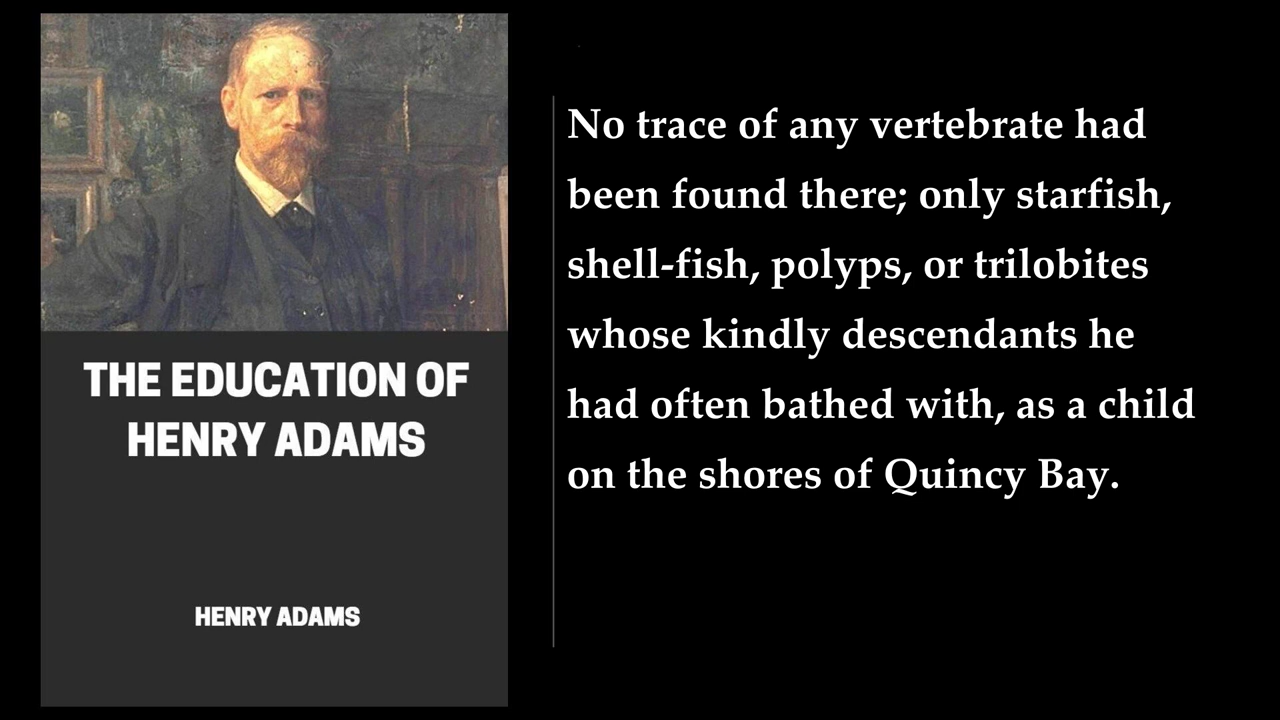 THE EDUCATION OF
HENRY ADAMS
HENRY ADAMS
No trace of any vertebrate had
been found there; only starfish,
shell-fish, polyps, or trilobites
whose kindly descendants he
had often bathed with, as a child
on the shores of Quincy Bay.